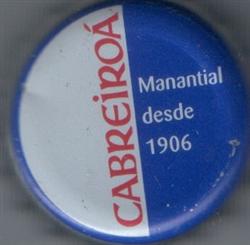 CABREiROÁ
Manantial
desde
1906